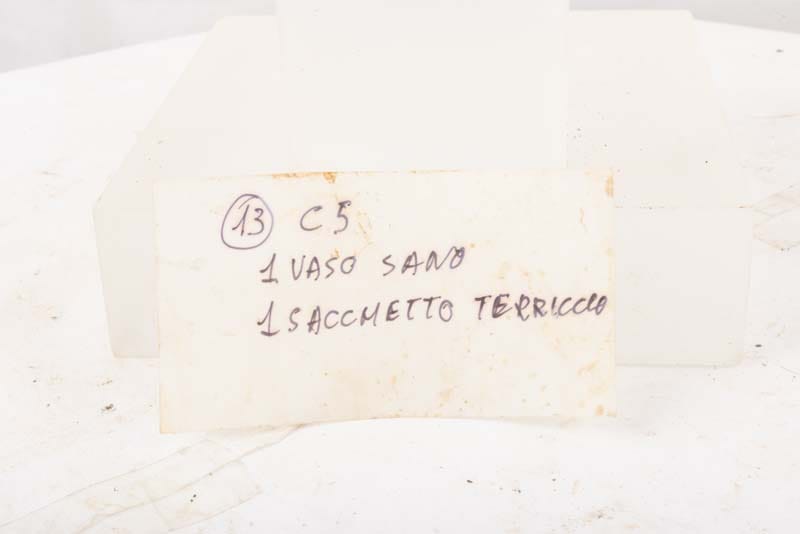 13 C5
1 VASO SANO
1 SACCHETTO TERRICCIO